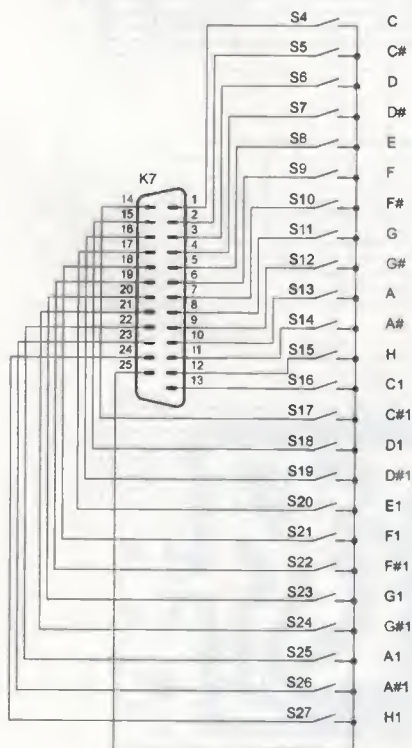 S4 C
S5 C#
S6 D
S7 D#
S8 E
S9 F
K7
S10 F#
14 1
15 2
S11 G
16 3
17 4
S12 G#
18 5
19 6
S13 A
20 7
21 8
S14 A#
22 9
23 10
S15 H
24 11
25 12
S16 C1
13
S17 C#1
S18 D1
S19 D#1
S20 E1
S21 F1
S22 F#1
S23 G1
S24 G#1
S25 A1
S26 A#1
S27 H1